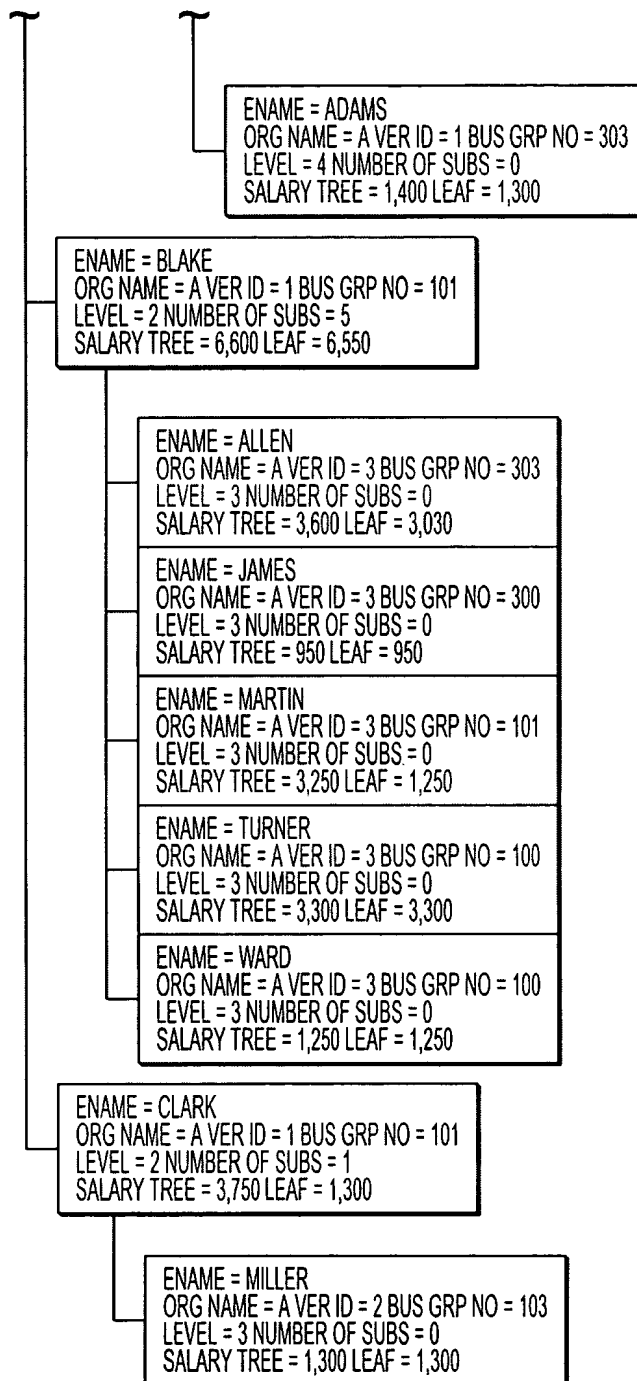 ENAME = ADAMS
ORG NAME = A VER ID = 1 BUS GRP NO = 303
LEVEL = 4 NUMBER OF SUBS = 0
SALARY TREE = 1,400 LEAF = 1,300
ENAME = BLAKE
ORG NAME = A VER ID = 1 BUS GRP NO = 101
LEVEL = 2 NUMBER OF SUBS = 5
SALARY TREE = 6,600 LEAF = 6,550
ENAME = ALLEN
ORG NAME = A VER ID = 3 BUS GRP NO = 303
LEVEL = 3 NUMBER OF SUBS = 0
SALARY TREE = 3,600 LEAF = 3,030
ENAME = JAMES
ORG NAME = A VER ID = 3 BUS GRP NO = 300
LEVEL = 3 NUMBER OF SUBS = 0
SALARY TREE = 950 LEAF = 950
ENAME = MARTIN
ORG NAME = A VER ID = 3 BUS GRP NO = 101
LEVEL = 3 NUMBER OF SUBS = 0
SALARY TREE = 3,250 LEAF = 1,250
ENAME = TURNER
ORG NAME = A VER ID = 3 BUS GRP NO = 100
LEVEL = 3 NUMBER OF SUBS = 0
SALARY TREE = 3,300 LEAF = 3,300
ENAME = WARD
ORG NAME = A VER ID = 3 BUS GRP NO = 100
LEVEL = 3 NUMBER OF SUBS = 0
SALARY TREE = 1,250 LEAF = 1,250
ENAME = CLARK
ORG NAME = A VER ID = 1 BUS GRP NO = 101
LEVEL = 2 NUMBER OF SUBS = 1
SALARY TREE = 3,750 LEAF = 1,300
ENAME = MILLER
ORG NAME = A VER ID = 2 BUS GRP NO = 103
LEVEL = 3 NUMBER OF SUBS = 0
SALARY TREE = 1,300 LEAF = 1,300